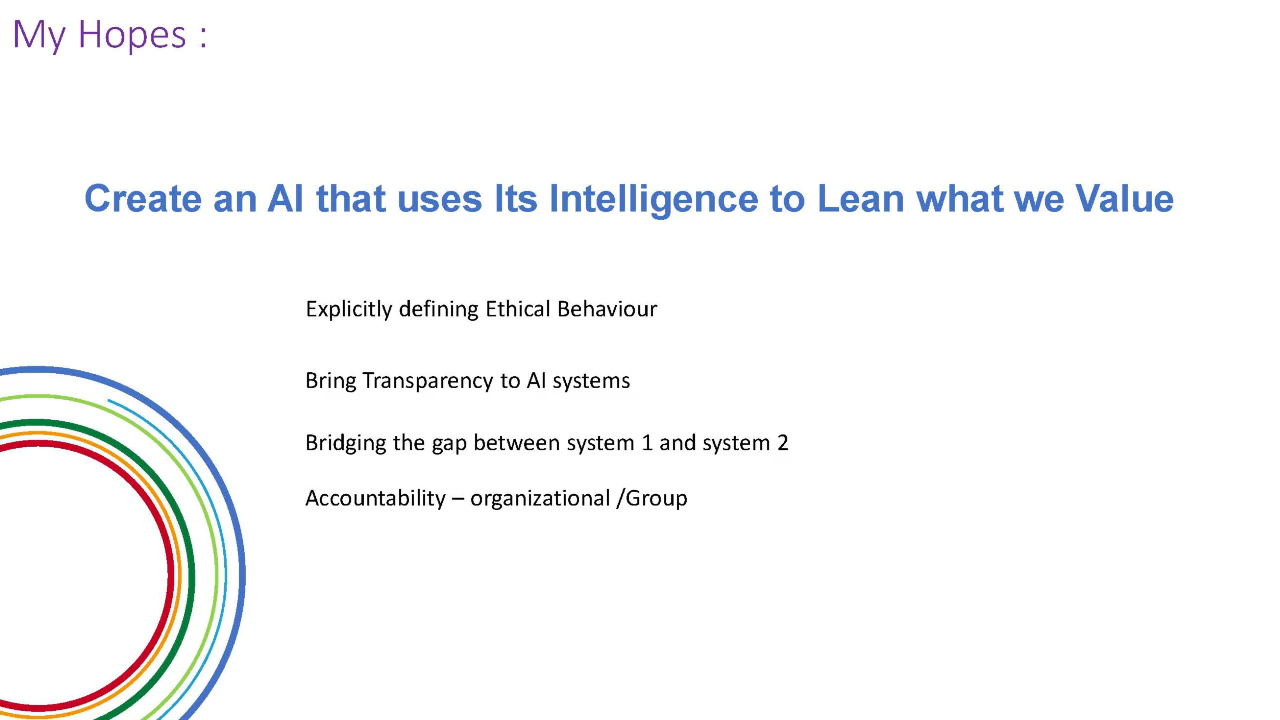 My Hopes :
Create an AI that uses Its Intelligence to Lean what we Value
Explicitly defining Ethical Behaviour
Bring Transparency to AI systems
Bridging the gap between system 1 and system 2
Accountability – organizational /Group